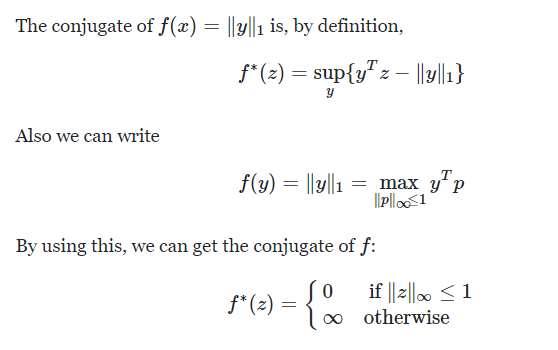 The conjugate of f(x) = ‖y‖₁ is, by definition,
f*(z) = sup{yᵀz − ‖y‖₁}
y
Also we can write
f(y) = ‖y‖₁ = max yᵀp
‖p‖∞≤1
By using this, we can get the conjugate of f:
f*(z) = { 0 if ‖z‖∞ ≤ 1
∞ otherwise